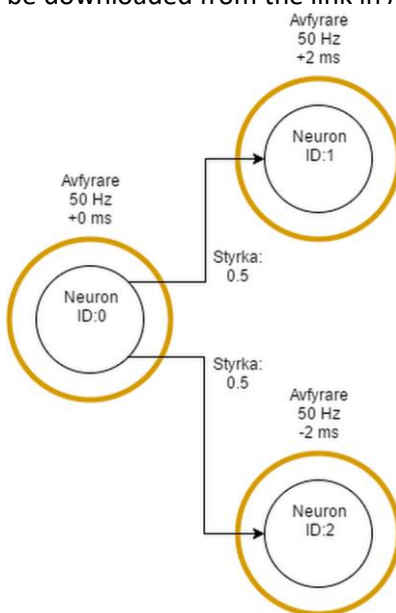 be downloaded from the link in
Avfyrare
50 Hz
+2 ms
Neuron
ID:1
Avfyrare
50 Hz
+0 ms
Neuron
ID:0
Styrka:
0.5
Styrka:
0.5
Avfyrare
50 Hz
-2 ms
Neuron
ID:2